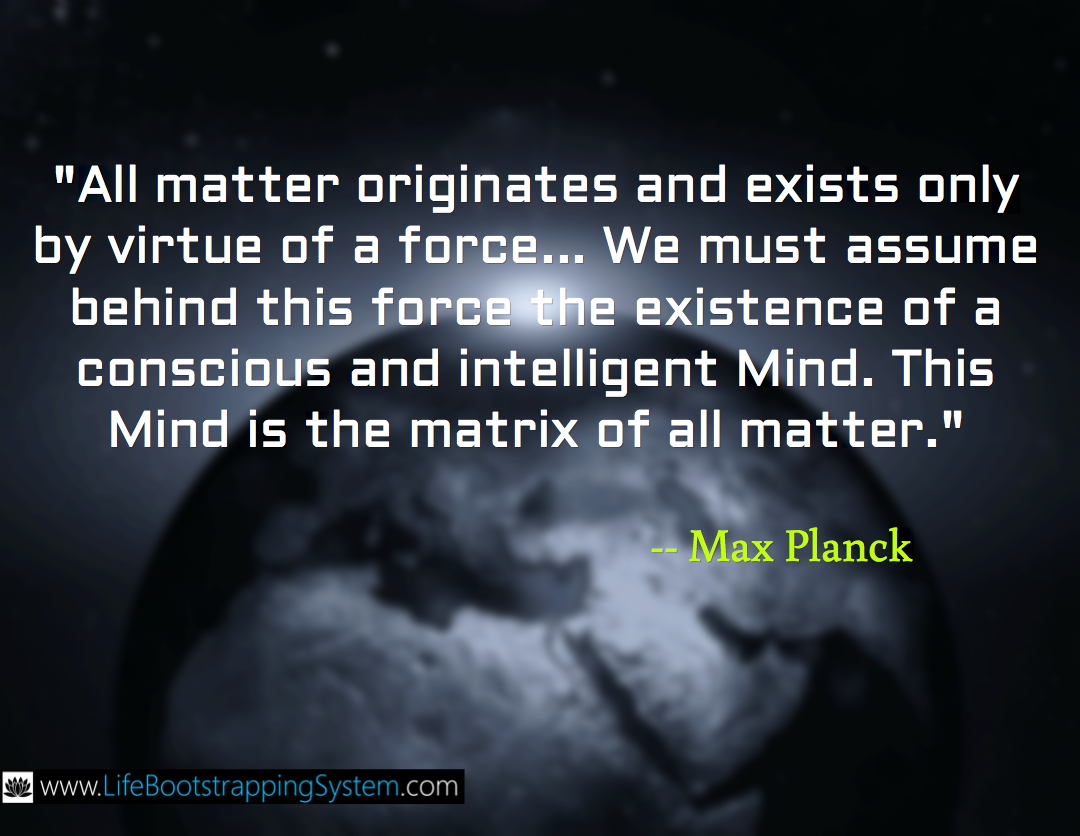 "All matter originates and exists only
by virtue of a force... We must assume
behind this force the existence of a
conscious and intelligent Mind. This
Mind is the matrix of all matter."
-- Max Planck
www.LifeBootstrappingSystem.com